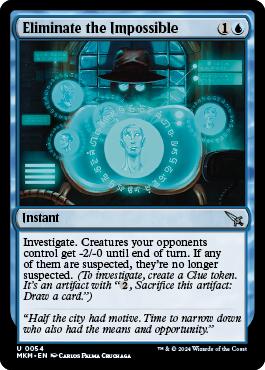 Eliminate the Impossible 1
Instant
Investigate. Creatures your opponents
control get -2/-0 until end of turn. If any
of them are suspected, they're no longer
suspected. (To investigate, create a Clue token.
It's an artifact with "2, Sacrifice this artifact:
Draw a card.")
"Half the city had motive. Time to narrow down
who also had the means and opportunity."
U 0054
MKM • EN Carlos Palma Cruchaga
™ & © 2024 Wizards of the Coast